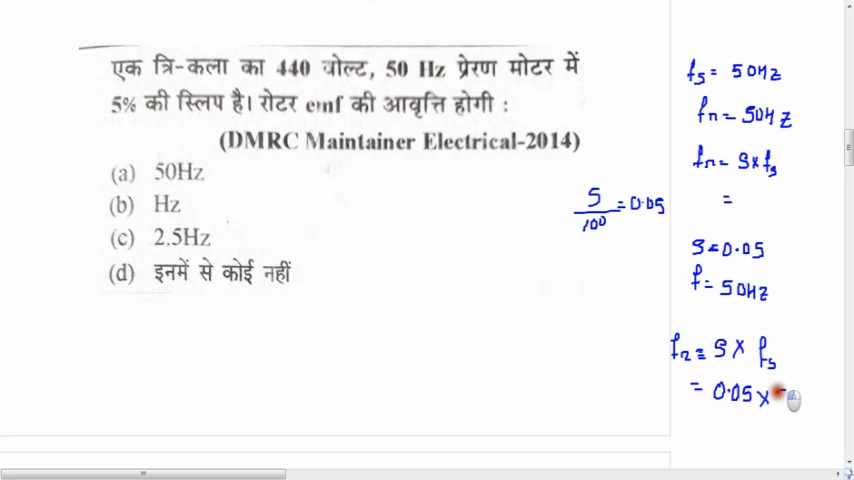 एक त्रि-कला का 440 वोल्ट, 50 Hz प्रेरण मोटर में
5% की स्लिप है। रोटर emf की आवृत्ति होगी :
(DMRC Maintainer Electrical-2014)
(a) 50Hz
(b) Hz
(c) 2.5Hz
(d) इनमें से कोई नहीं
5/100 = 0.05
fs = 50Hz
fr = 50Hz
fr = S × fs
=
S = 0.05
f = 50Hz
fr = S × fs
= 0.05 ×